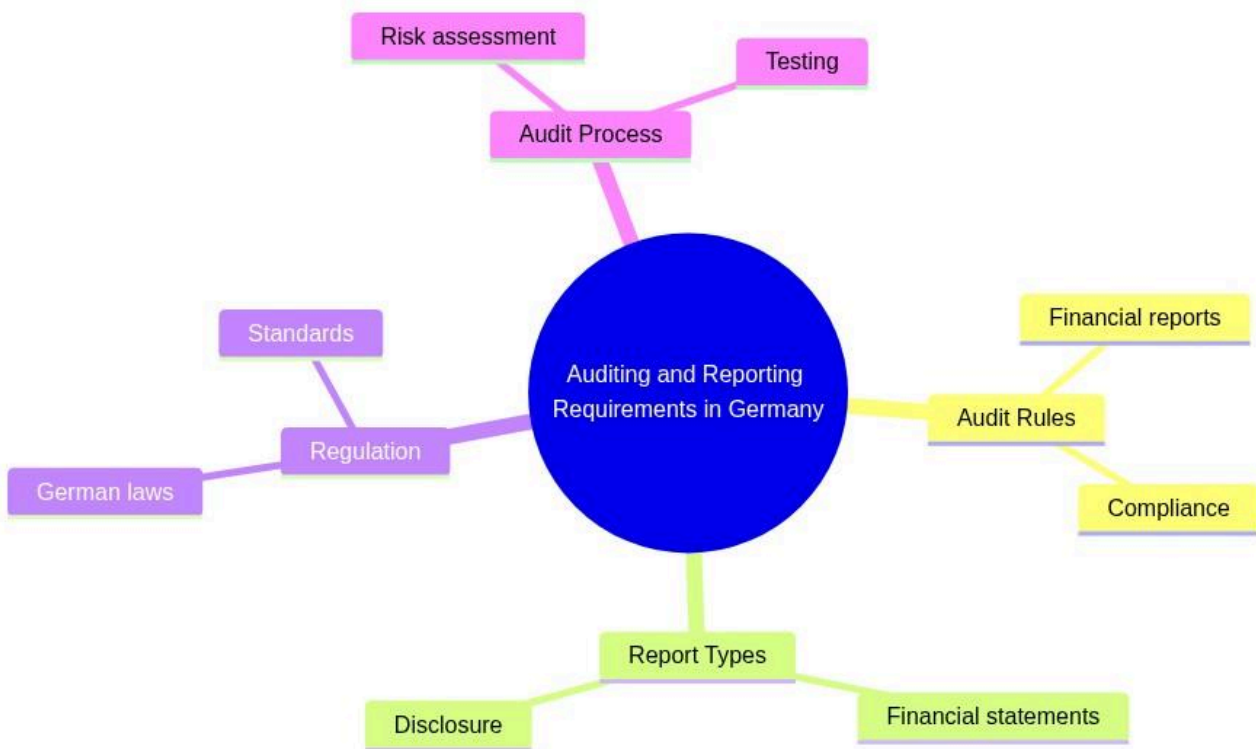 Risk assessment
Testing
Audit Process
Standards
Regulation
German laws
Auditing and Reporting
Requirements in Germany
Financial reports
Audit Rules
Compliance
Report Types
Disclosure
Financial statements